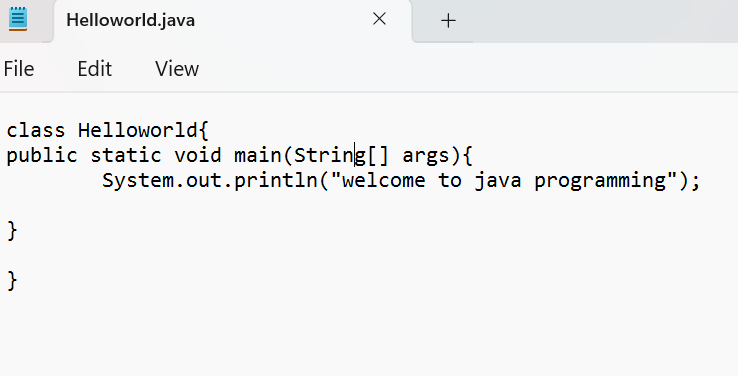 Helloworld.java
File Edit View
class Helloworld{
public static void main(String[] args){
        System.out.println("welcome to java programming");
}
}